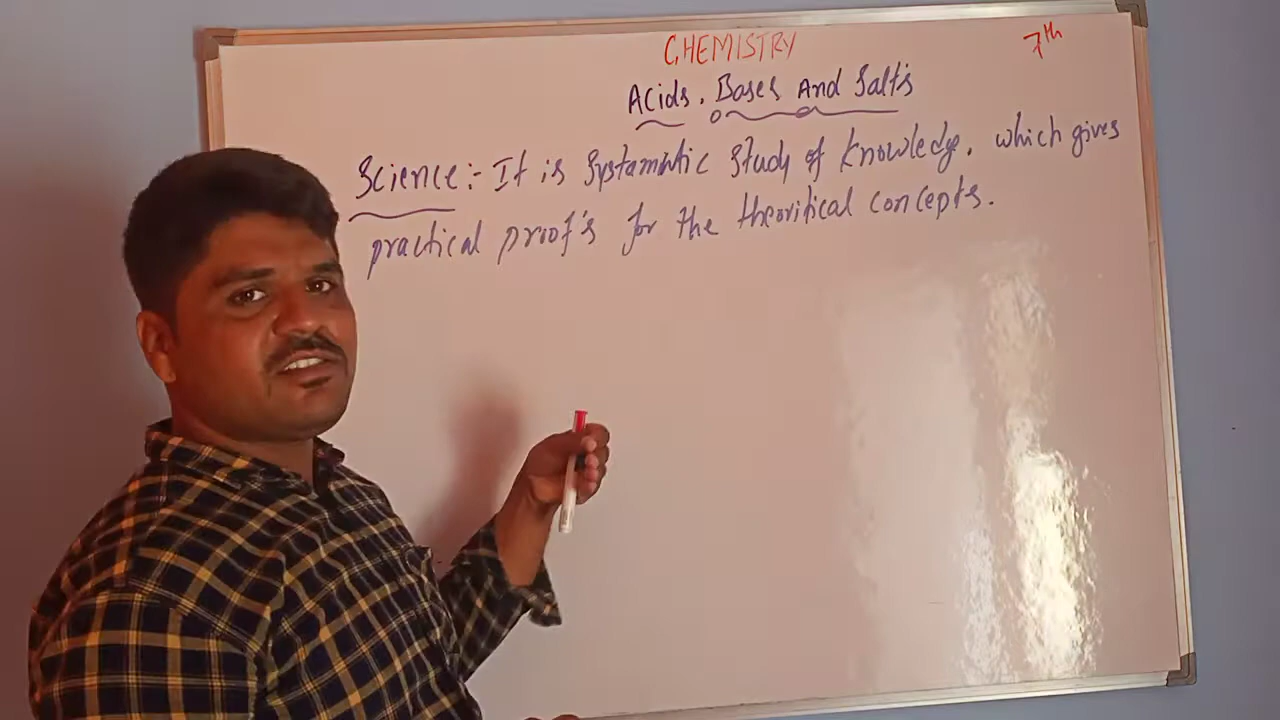 CHEMISTRY 7th
Acids, Bases And Salts
Science:- It is Systamatic study of knowledge, which gives
practical proof's for the theoritical concepts.